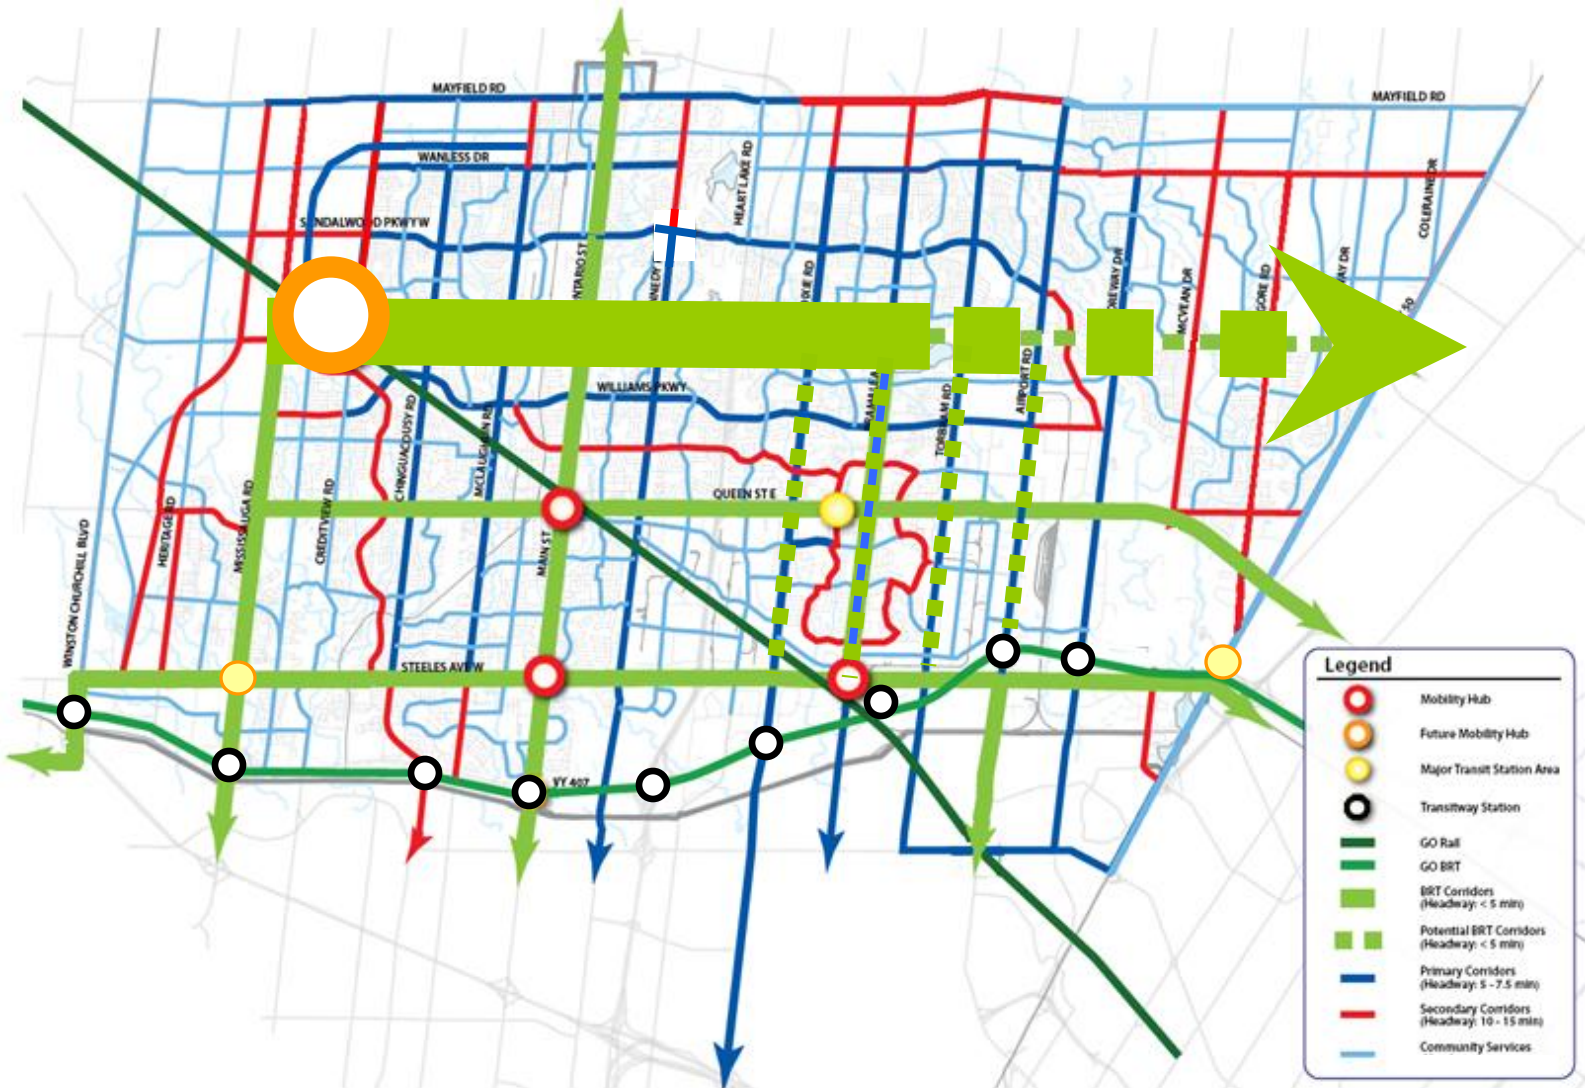 MAYFIELD RD
MAYFIELD RD
WANLESS DR
HEART LAKE RD
COLERAINE DR
SANDALWOOD PKWY W
MCVEAN DR
GORE RD
WILLIAMS PKWY
CHINGUACOUSY RD
MCLAUGHLIN RD
TORBRAM RD
AIRPORT RD
QUEEN ST E
WINSTON CHURCHILL BLVD
HERITAGE RD
MISSISSAUGA RD
CREDITVIEW RD
MAIN ST
STEELES AVE W
VY 407
Legend
Mobility Hub
Future Mobility Hub
Major Transit Station Area
Transitway Station
GO Rail
GO BRT
BRT Corridors
(Headway: < 5 min)
Potential BRT Corridors
(Headway: < 5 min)
Primary Corridors
(Headway: 5 - 7.5 min)
Secondary Corridors
(Headway: 10 - 15 min)
Community Services